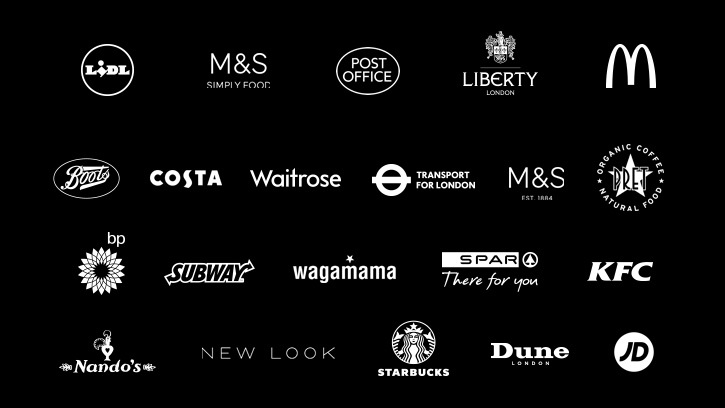 LiDL
M&S
SIMPLY FOOD
POST
OFFICE
LIBERTY
LONDON
M
Boots
COSTA
Waitrose
TRANSPORT
FOR LONDON
M&S
EST. 1884
ORGANIC COFFEE
PRET
NATURAL FOOD
bp
SUBWAY
wagamama
SPAR
There for you
KFC
Nando's
NEW LOOK
STARBUCKS
Dune
LONDON
JD